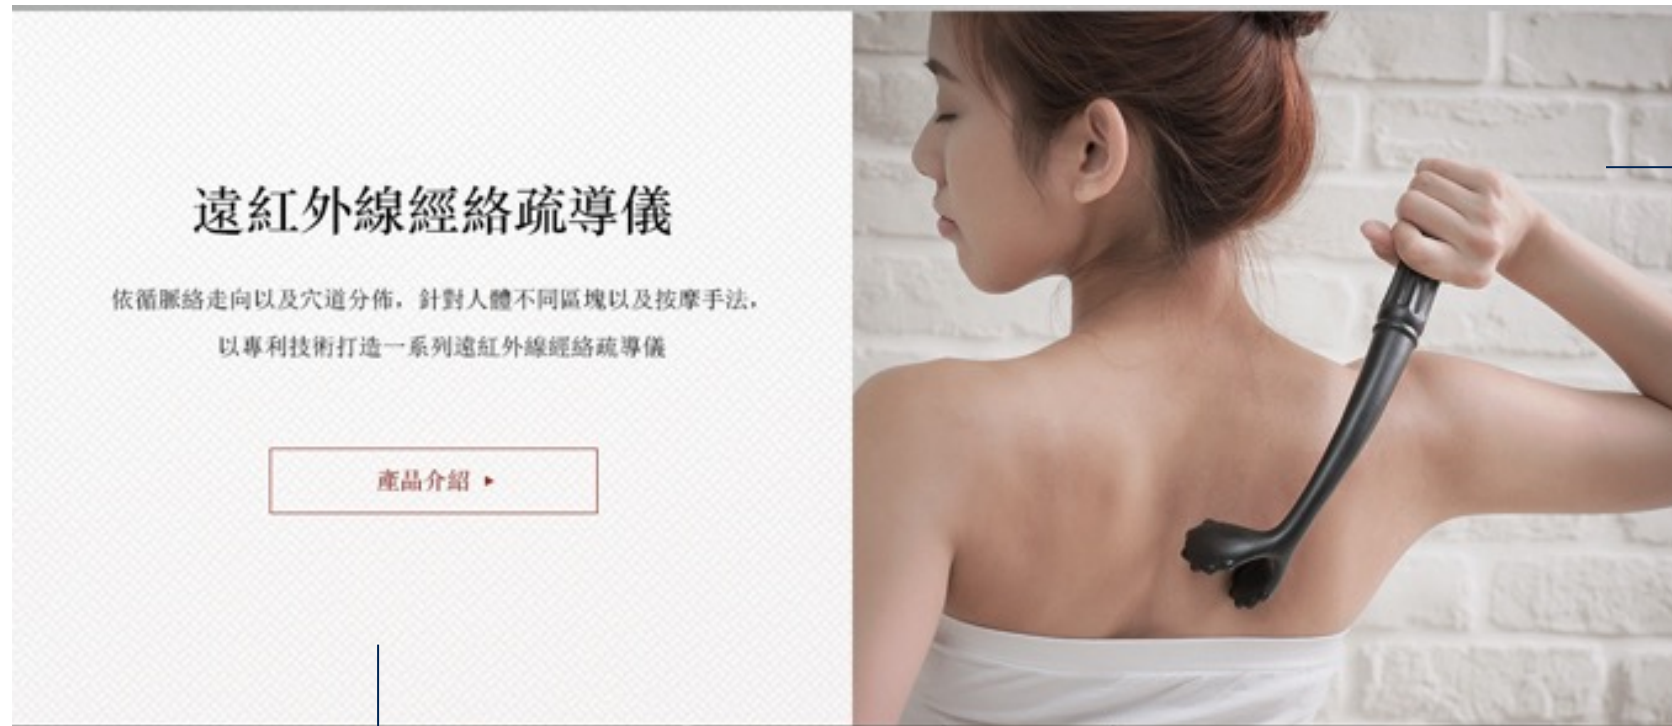 遠紅外線經絡疏導儀
依循脈絡走向以及穴道分佈，針對人體不同區塊以及按摩手法，
以專利技術打造一系列遠紅外線經絡疏導儀
產品介紹 ▸